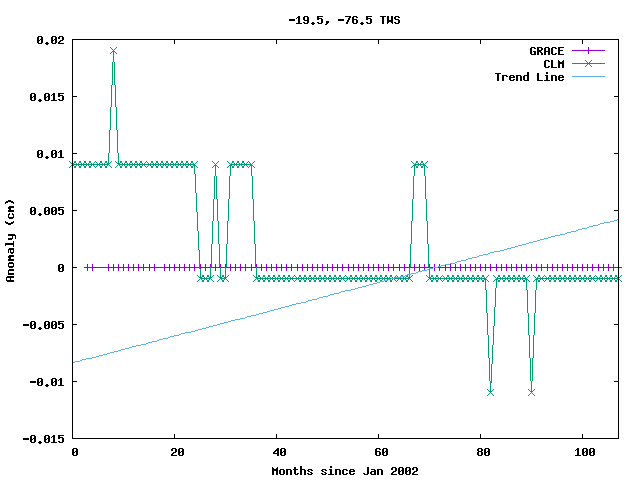 -19.5, -76.5 TWS
0.02
0.015
0.01
0.005
0
-0.005
-0.01
-0.015
Anomaly (cm)
GRACE
CLM
Trend Line
0 20 40 60 80 100
Months since Jan 2002